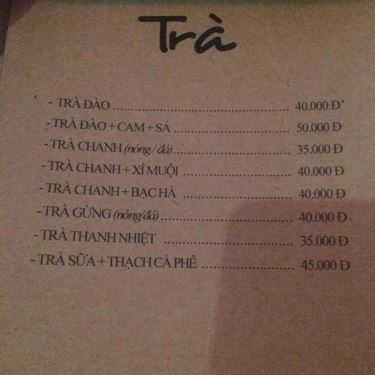 Trà
- TRÀ ĐÀO ........ 40.000 Đ
- TRÀ ĐÀO + CAM + SẢ ........ 50.000 Đ
- TRÀ CHANH (nóng / đá) ........ 35.000 Đ
- TRÀ CHANH + XÍ MUỘI ........ 40.000 Đ
- TRÀ CHANH + BẠC HÀ ........ 40.000 Đ
- TRÀ GỪNG (nóng/đá) ........ 40.000 Đ
- TRÀ THANH NHIỆT ........ 35.000 Đ
- TRÀ SỮA + THẠCH CÀ PHÊ ........ 45.000 Đ